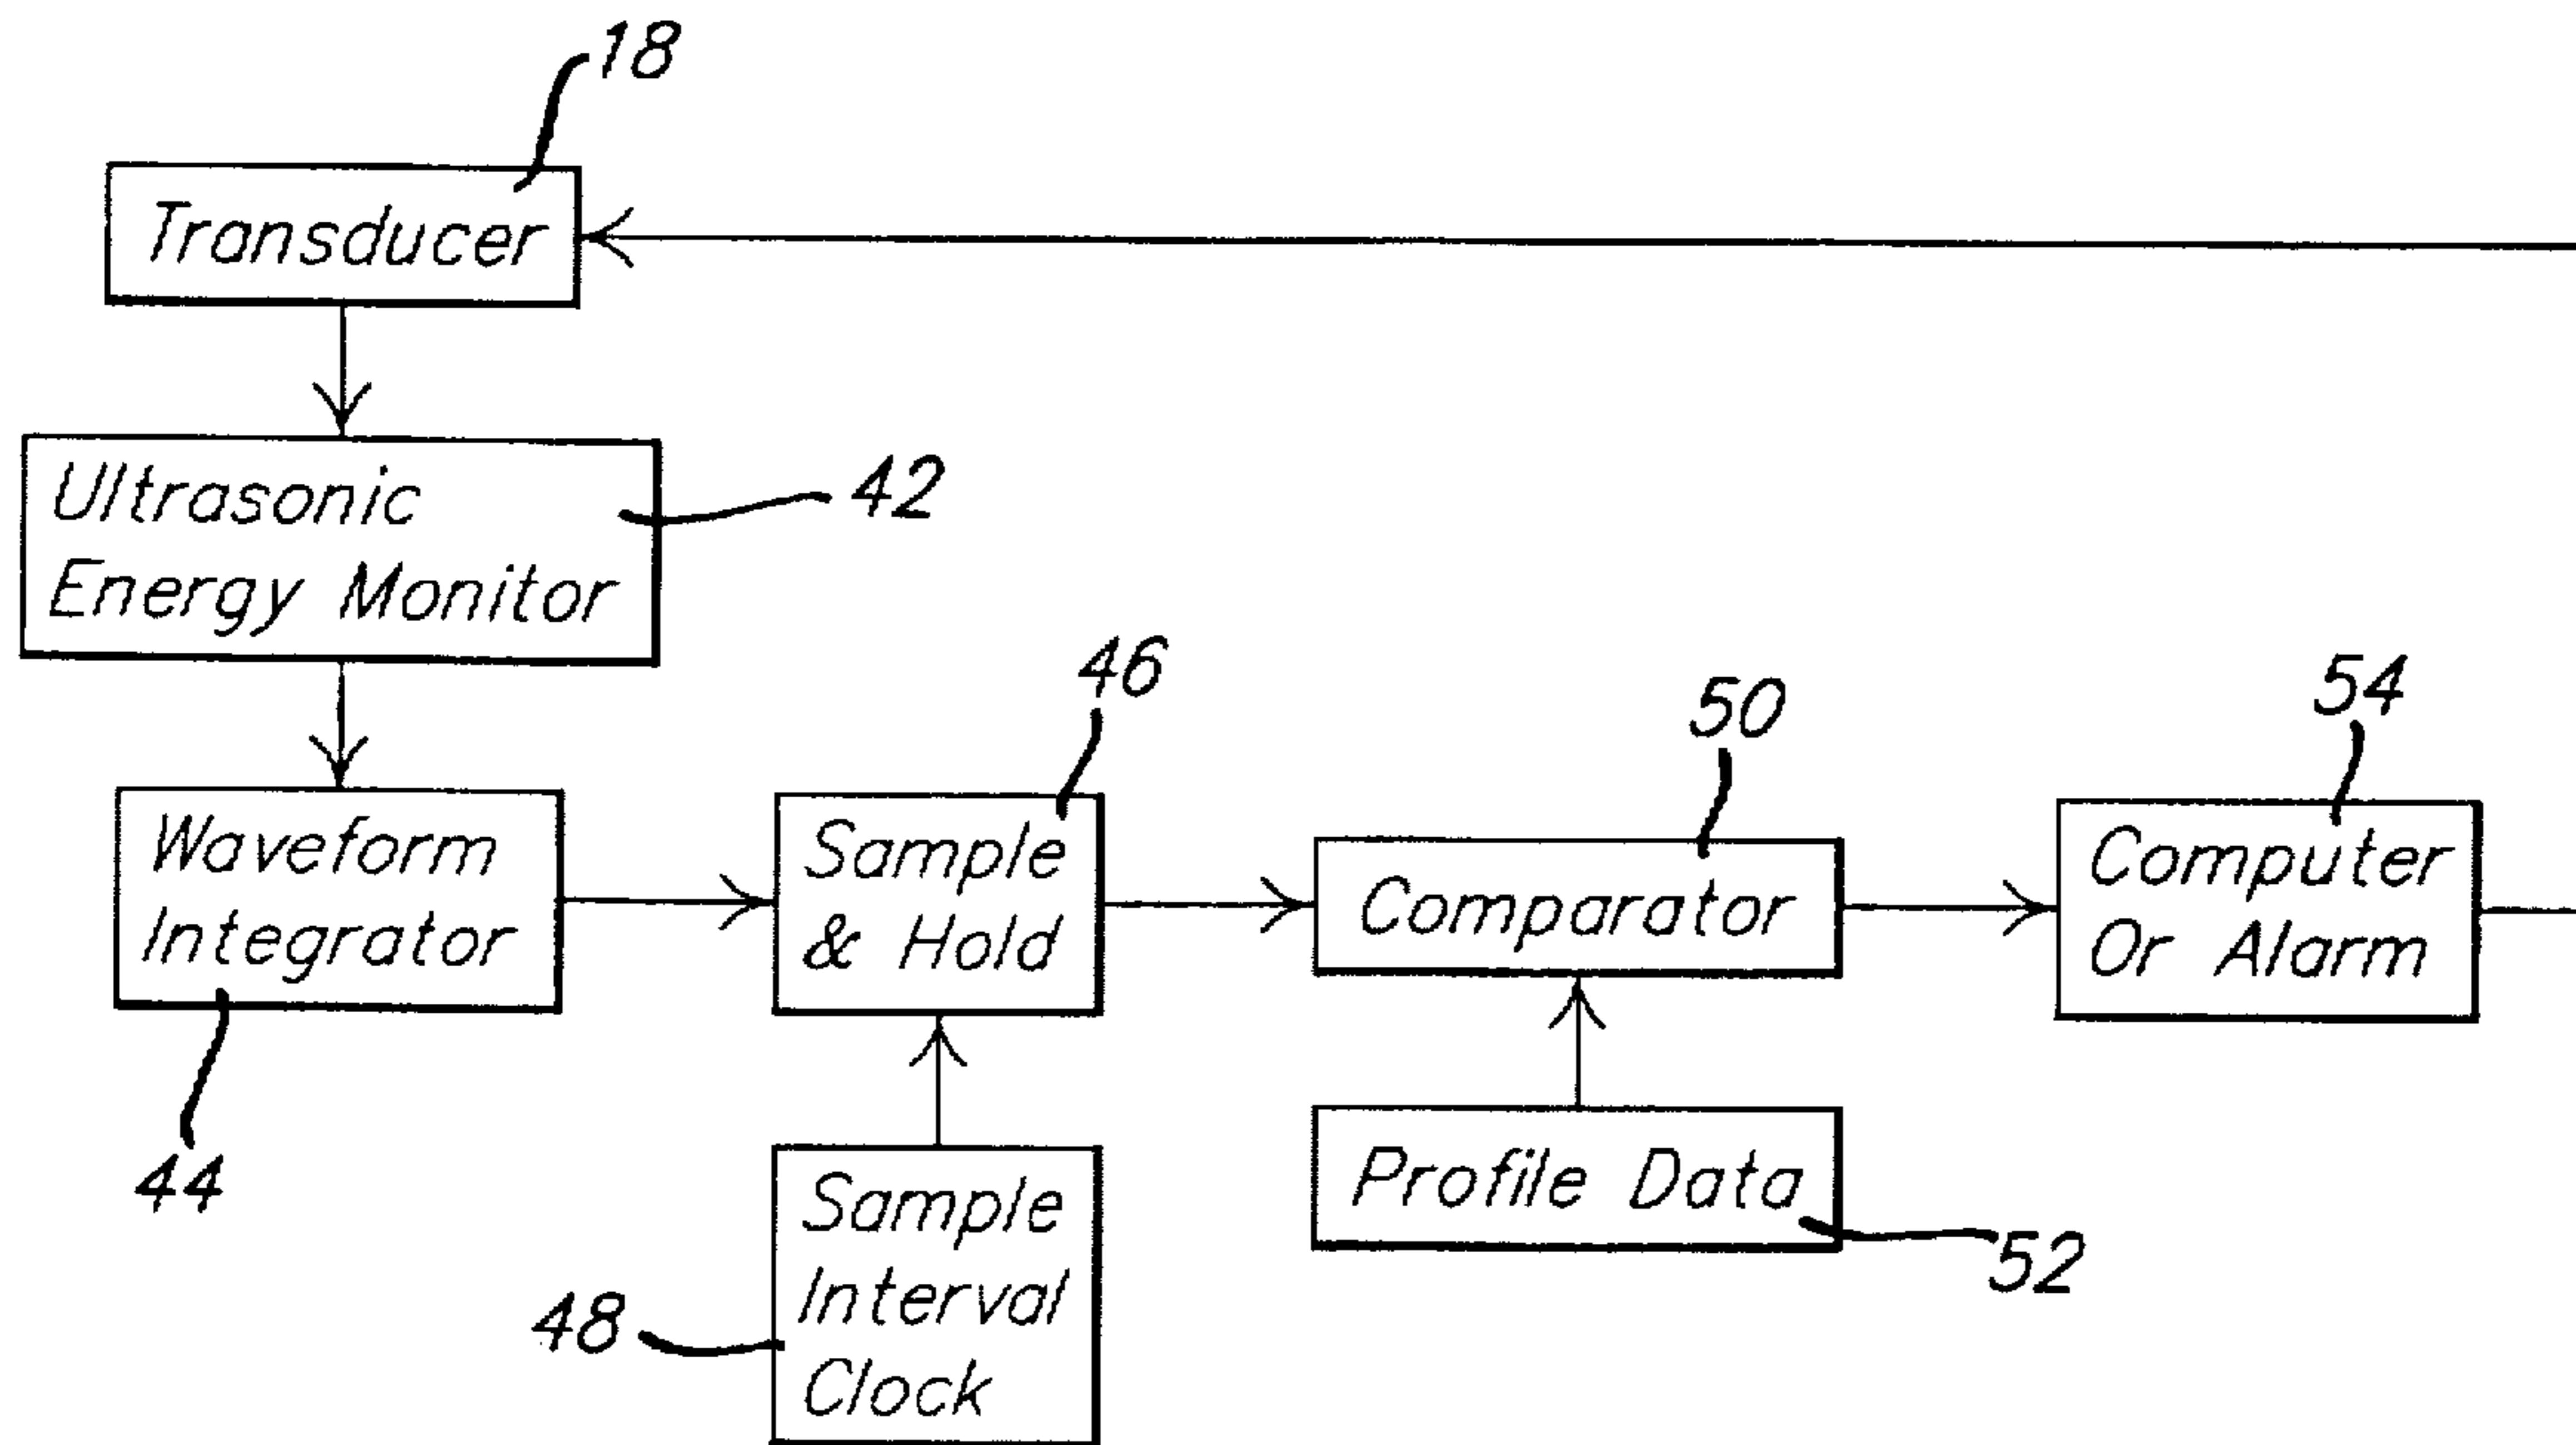 18
Transducer
Ultrasonic
Energy Monitor
42
Waveform
Integrator
44
46
Sample
& Hold
50
Comparator
54
Computer
Or Alarm
Sample
Interval
Clock
48
Profile Data
52